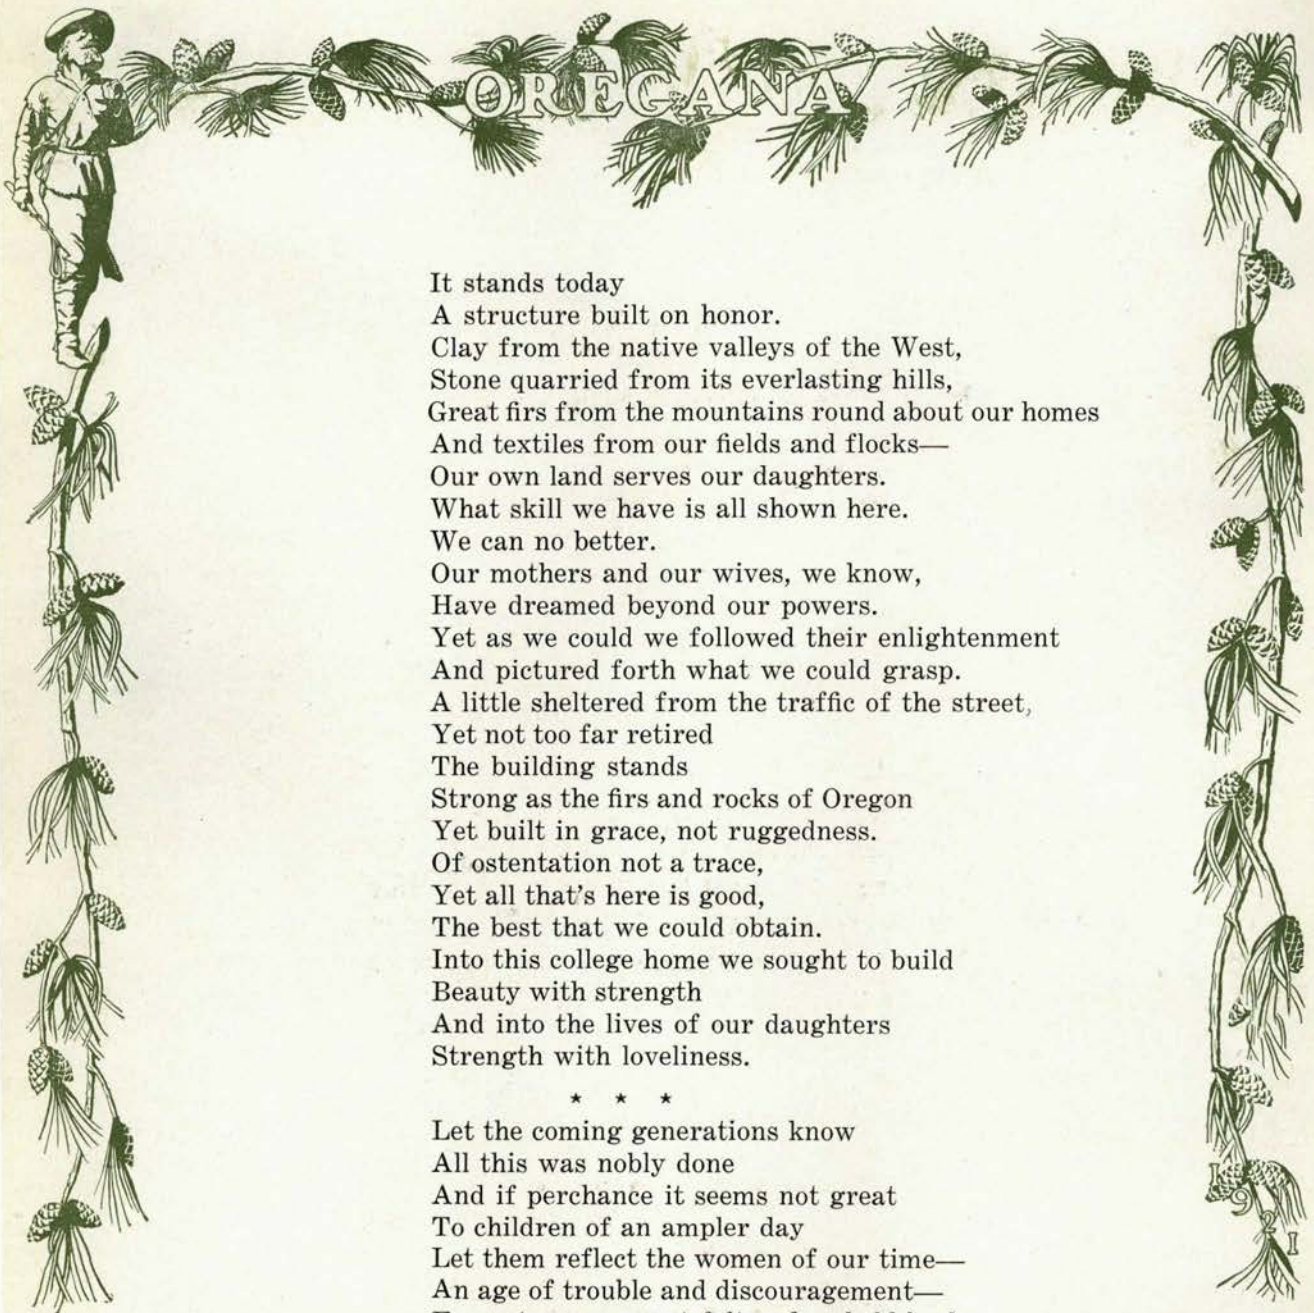 OREGANA
It stands today
A structure built on honor.
Clay from the native valleys of the West,
Stone quarried from its everlasting hills,
Great firs from the mountains round about our homes
And textiles from our fields and flocks—
Our own land serves our daughters.
What skill we have is all shown here.
We can no better.
Our mothers and our wives, we know,
Have dreamed beyond our powers.
Yet as we could we followed their enlightenment
And pictured forth what we could grasp.
A little sheltered from the traffic of the street,
Yet not too far retired
The building stands
Strong as the firs and rocks of Oregon
Yet built in grace, not ruggedness.
Of ostentation not a trace,
Yet all that's here is good,
The best that we could obtain.
Into this college home we sought to build
Beauty with strength
And into the lives of our daughters
Strength with loveliness.
★ ★ ★
Let the coming generations know
All this was nobly done
And if perchance it seems not great
To children of an ampler day
Let them reflect the women of our time—
An age of trouble and discouragement—
1921